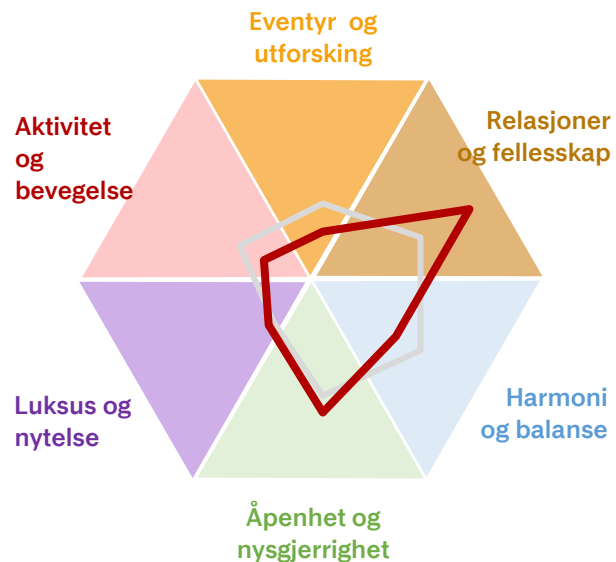 Eventyr og
utforsking
Relasjoner
og fellesskap
Aktivitet
og
bevegelse
Luksus og
nytelse
Harmoni
og balanse
Åpenhet og
nysgjerrighet